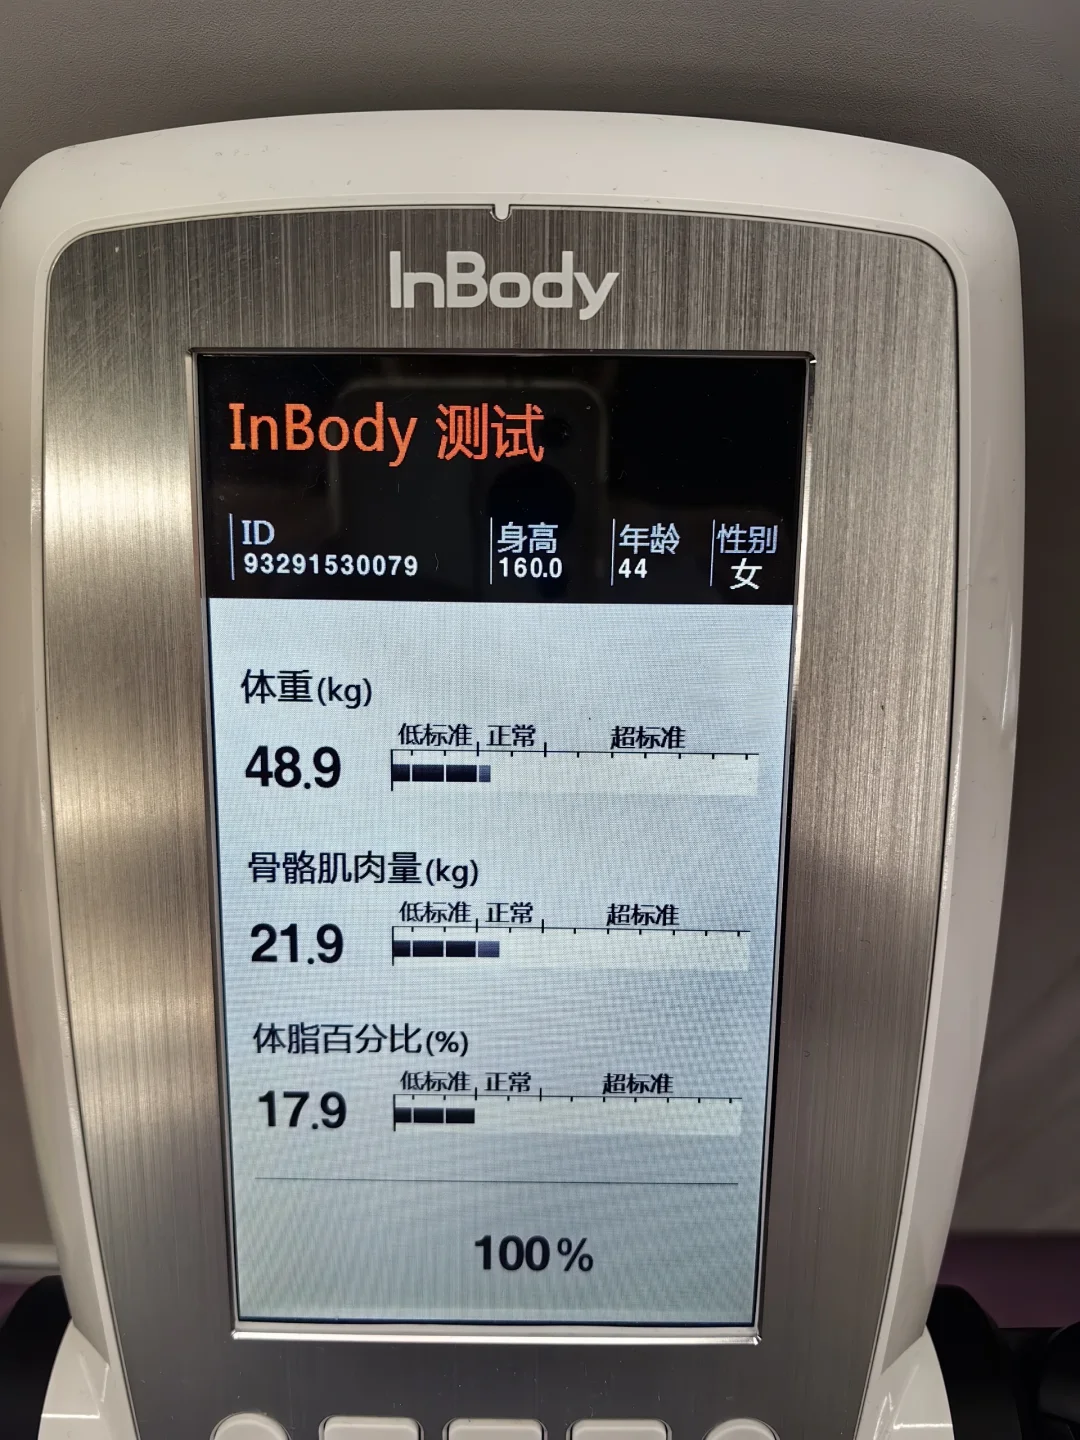 InBody
InBody 测试
ID 身高 年龄 性别
93291530079 160.0 44 女
体重(kg)
低标准 正常 超标准
48.9
骨骼肌肉量(kg)
低标准 正常 超标准
21.9
体脂百分比(%)
低标准 正常 超标准
17.9
100%